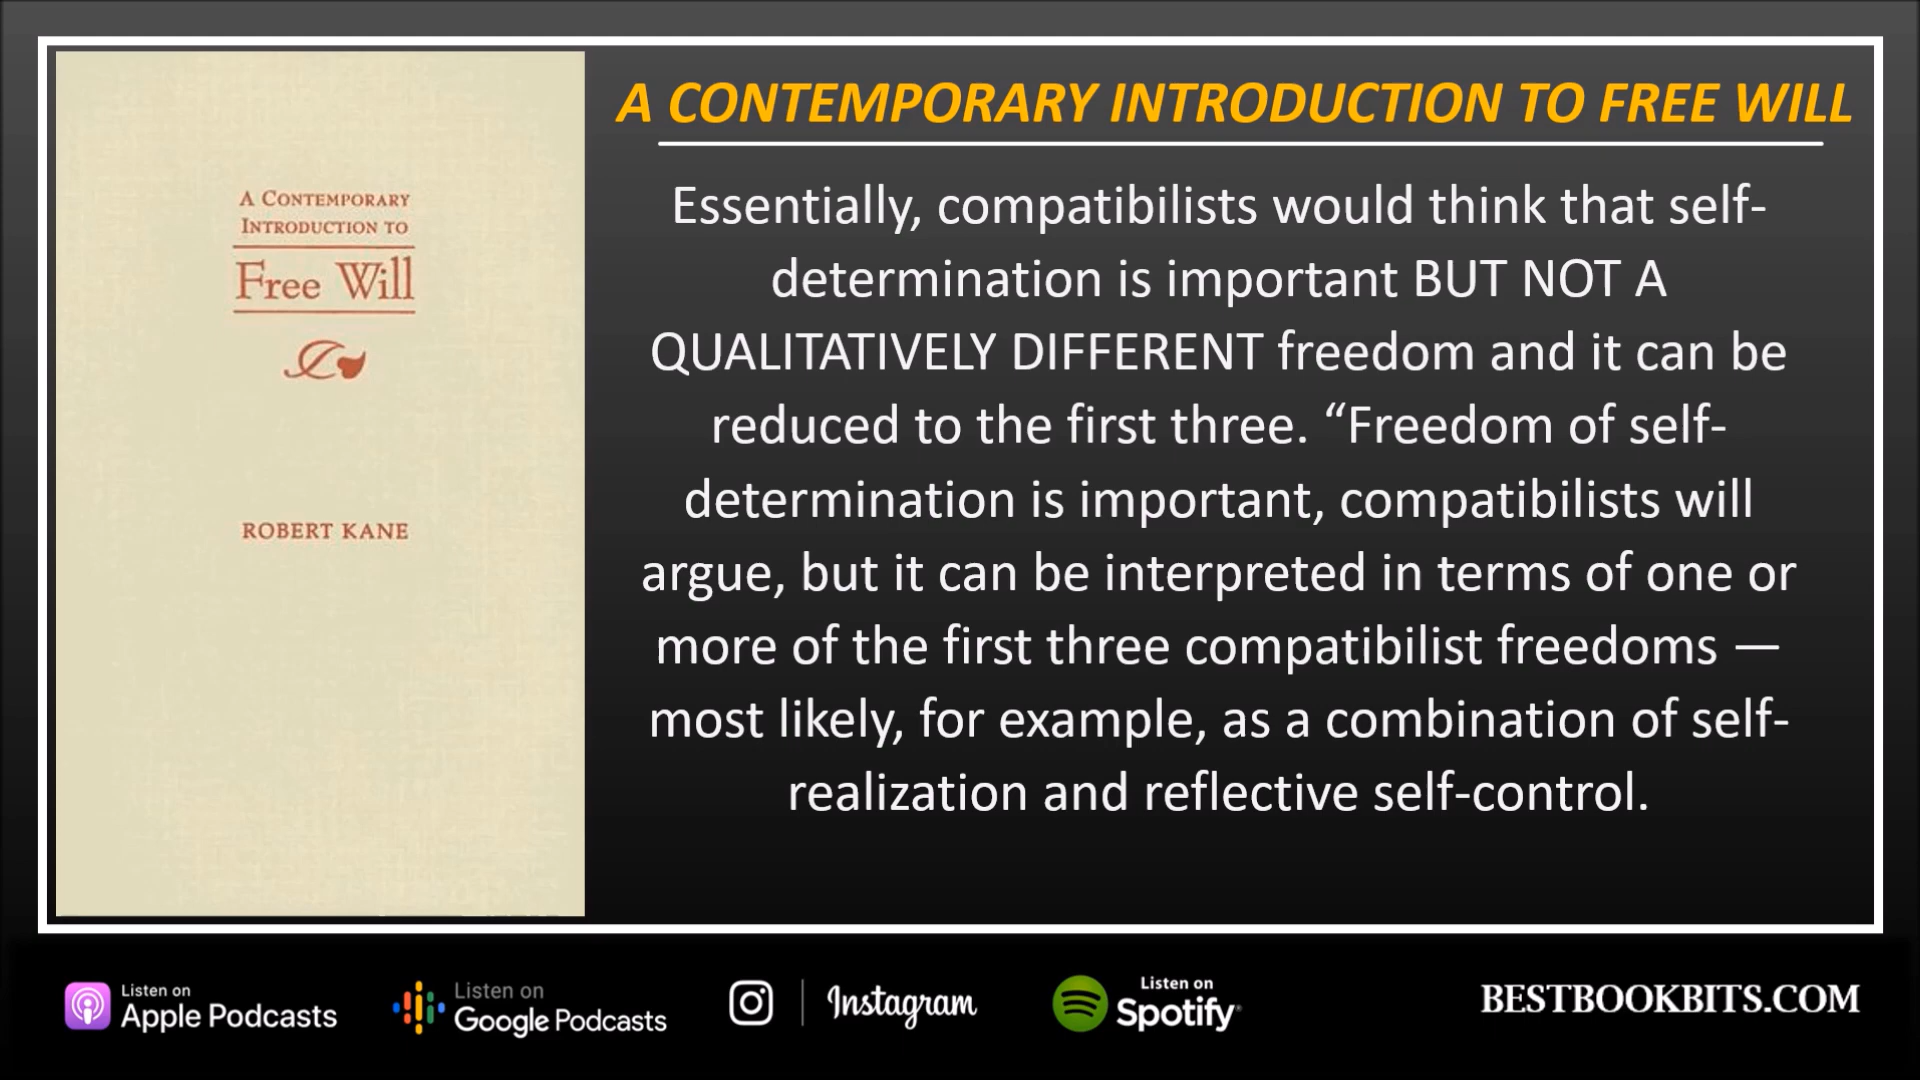 A CONTEMPORARY
INTRODUCTION TO
Free Will
ROBERT KANE
A CONTEMPORARY INTRODUCTION TO FREE WILL
Essentially, compatibilists would think that self-
determination is important BUT NOT A
QUALITATIVELY DIFFERENT freedom and it can be
reduced to the first three. “Freedom of self-
determination is important, compatibilists will
argue, but it can be interpreted in terms of one or
more of the first three compatibilist freedoms —
most likely, for example, as a combination of self-
realization and reflective self-control.
Listen on
Apple Podcasts
Listen on
Google Podcasts
Instagram
Listen on
Spotify
BESTBOOKBITS.COM